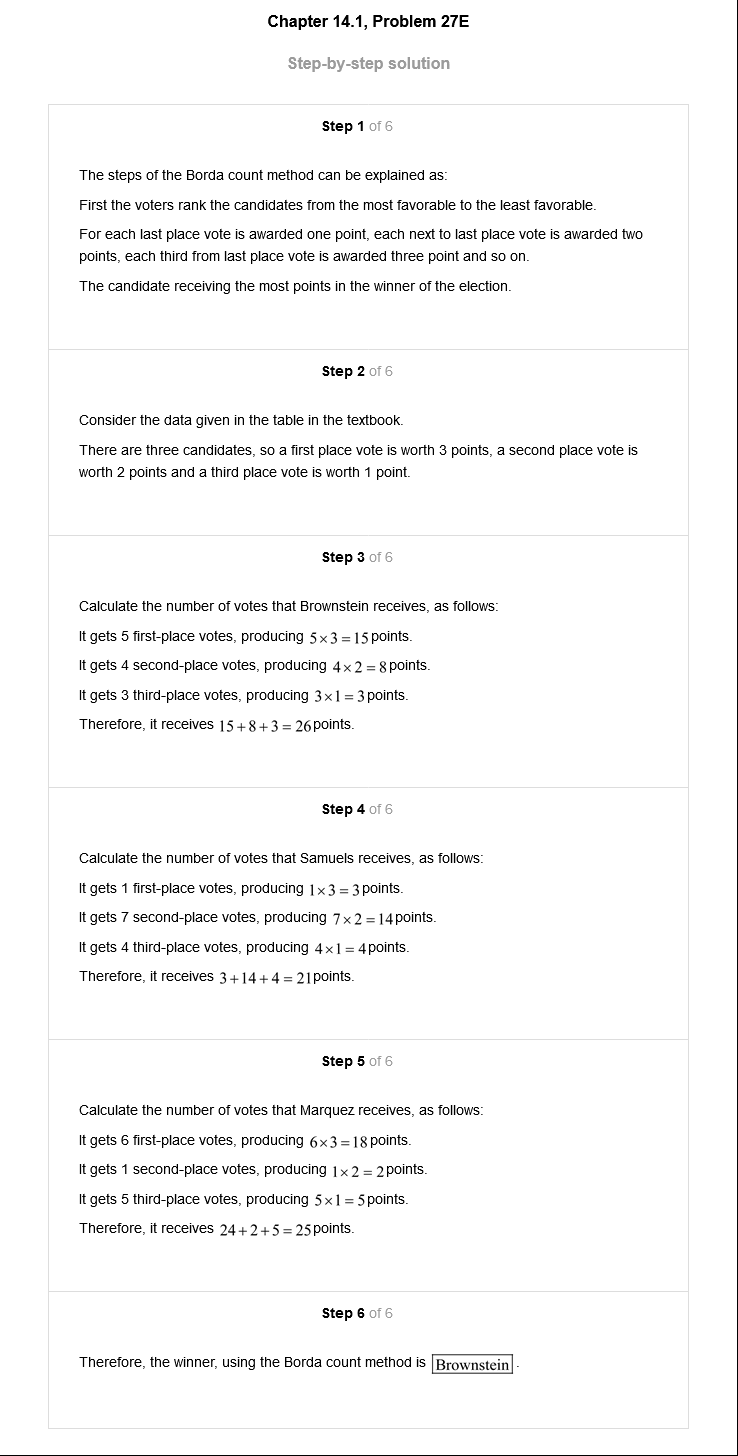 Chapter 14.1, Problem 27E
Step-by-step solution
Step 1 of 6
The steps of the Borda count method can be explained as:
First the voters rank the candidates from the most favorable to the least favorable.
For each last place vote is awarded one point, each next to last place vote is awarded two
points, each third from last place vote is awarded three point and so on.
The candidate receiving the most points in the winner of the election.
Step 2 of 6
Consider the data given in the table in the textbook.
There are three candidates, so a first place vote is worth 3 points, a second place vote is
worth 2 points and a third place vote is worth 1 point.
Step 3 of 6
Calculate the number of votes that Brownstein receives, as follows:
It gets 5 first-place votes, producing 5×3=15 points.
It gets 4 second-place votes, producing 4×2=8 points.
It gets 3 third-place votes, producing 3×1=3 points.
Therefore, it receives 15+8+3=26 points.
Step 4 of 6
Calculate the number of votes that Samuels receives, as follows:
It gets 1 first-place votes, producing 1×3=3 points.
It gets 7 second-place votes, producing 7×2=14 points.
It gets 4 third-place votes, producing 4×1=4 points.
Therefore, it receives 3+14+4=21 points.
Step 5 of 6
Calculate the number of votes that Marquez receives, as follows:
It gets 6 first-place votes, producing 6×3=18 points.
It gets 1 second-place votes, producing 1×2=2 points.
It gets 5 third-place votes, producing 5×1=5 points.
Therefore, it receives 24+2+5=25 points.
Step 6 of 6
Therefore, the winner, using the Borda count method is Brownstein.